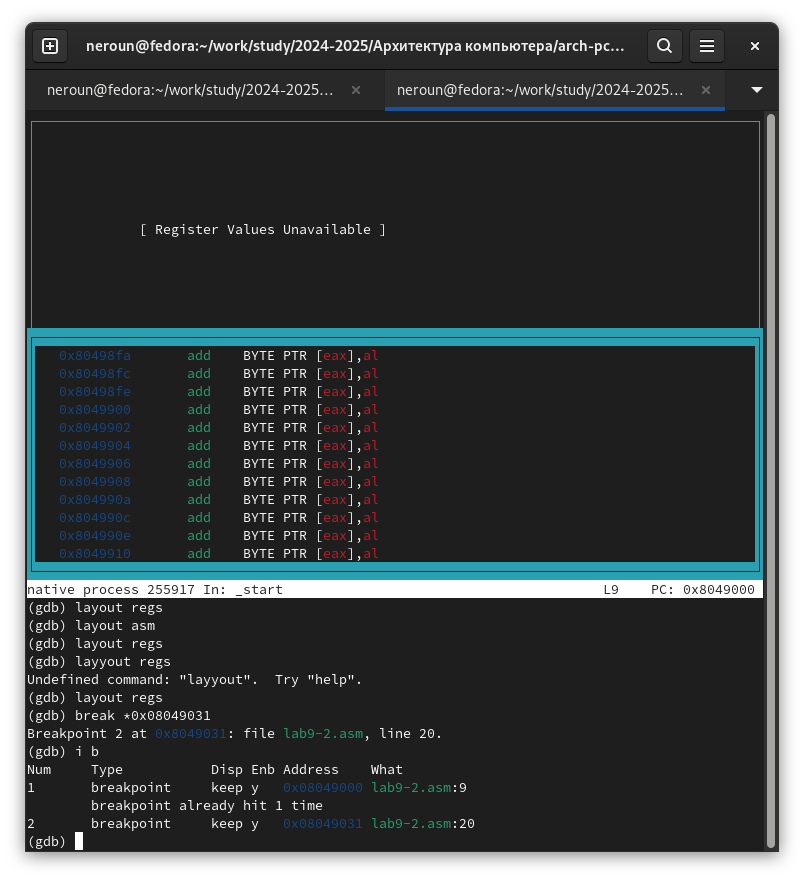 neroun@fedora:~/work/study/2024-2025/Архитектура компьютера/arch-pc…
neroun@fedora:~/work/study/2024-2025… neroun@fedora:~/work/study/2024-2025…
[ Register Values Unavailable ]
0x80498fa add BYTE PTR [eax],al
0x80498fc add BYTE PTR [eax],al
0x80498fe add BYTE PTR [eax],al
0x8049900 add BYTE PTR [eax],al
0x8049902 add BYTE PTR [eax],al
0x8049904 add BYTE PTR [eax],al
0x8049906 add BYTE PTR [eax],al
0x8049908 add BYTE PTR [eax],al
0x804990a add BYTE PTR [eax],al
0x804990c add BYTE PTR [eax],al
0x804990e add BYTE PTR [eax],al
0x8049910 add BYTE PTR [eax],al
native process 255917 In: _start L9 PC: 0x8049000
(gdb) layout regs
(gdb) layout asm
(gdb) layout regs
(gdb) layyout regs
Undefined command: "layyout".  Try "help".
(gdb) layout regs
(gdb) break *0x08049031
Breakpoint 2 at 0x8049031: file lab9-2.asm, line 20.
(gdb) i b
Num Type Disp Enb Address What
1 breakpoint keep y 0x08049000 lab9-2.asm:9
breakpoint already hit 1 time
2 breakpoint keep y 0x08049031 lab9-2.asm:20
(gdb)